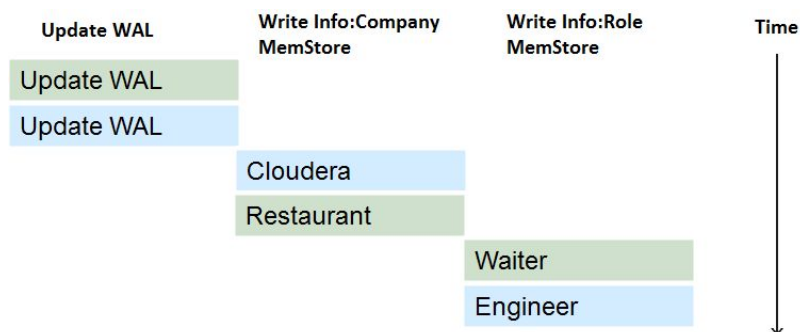 Update WAL
Write Info:Company
MemStore
Write Info:Role
MemStore
Time
Update WAL
Update WAL
Cloudera
Restaurant
Waiter
Engineer